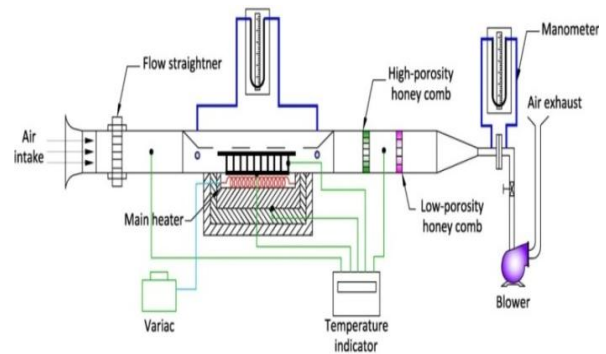 Manometer
Flow straightner
High-porosity
honey comb
Air exhaust
Air
intake
Main heater
Low-porosity
honey comb
Variac
Temperature
indicator
Blower